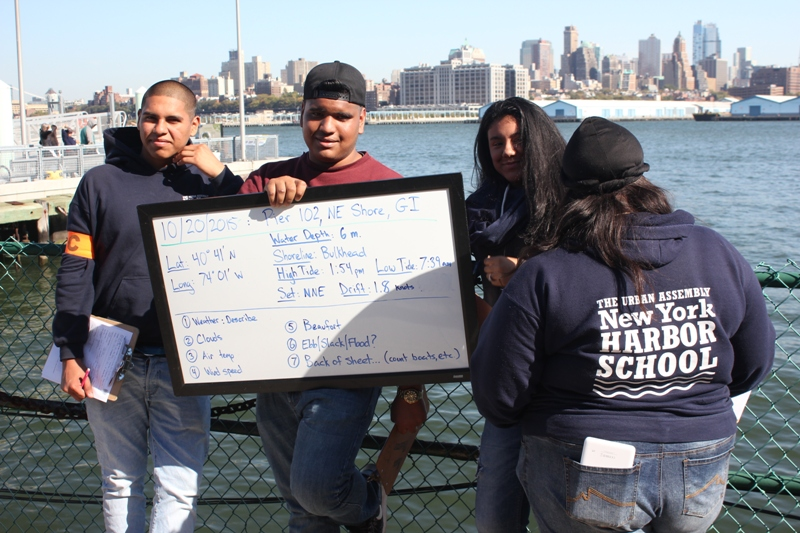 10/20/2015 : Pier 102, NE Shore, GI
Water Depth: 6 m.
Lat: 40° 41' N
Long: 74° 01' W
Shoreline: Bulkhead
High Tide: 1:54 pm Low Tide: 7:39
Set: NNE Drift: 1.8 knots
① Weather: Describe
② Clouds
③ Air temp
④ Wind speed
⑤ Beaufort
⑥ Ebb/Slack/Flood?
⑦ Back of sheet... (count boats, etc.)
THE URBAN ASSEMBLY
New York
HARBOR
SCHOOL
C